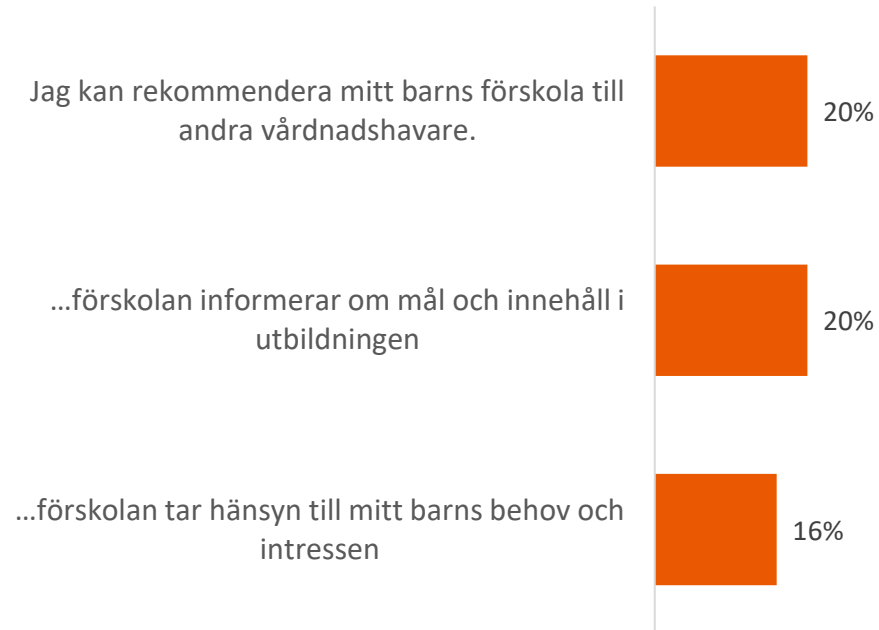 Jag kan rekommendera mitt barns förskola till
andra vårdnadshavare.
20%
...förskolan informerar om mål och innehåll i
utbildningen
20%
...förskolan tar hänsyn till mitt barns behov och
intressen
16%